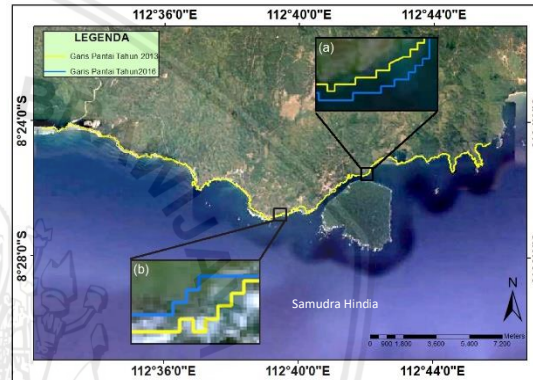 112°36'0"E 112°40'0"E 112°44'0"E
LEGENDA
Garis Pantai Tahun 2013
Garis Pantai Tahun2016
(a)
8°24'0"S
8°28'0"S
(b)
Samudra Hindia
N
Meters
0 900 1,800 3,600 5,400 7,200
112°36'0"E 112°40'0"E 112°44'0"E
WIJAYA